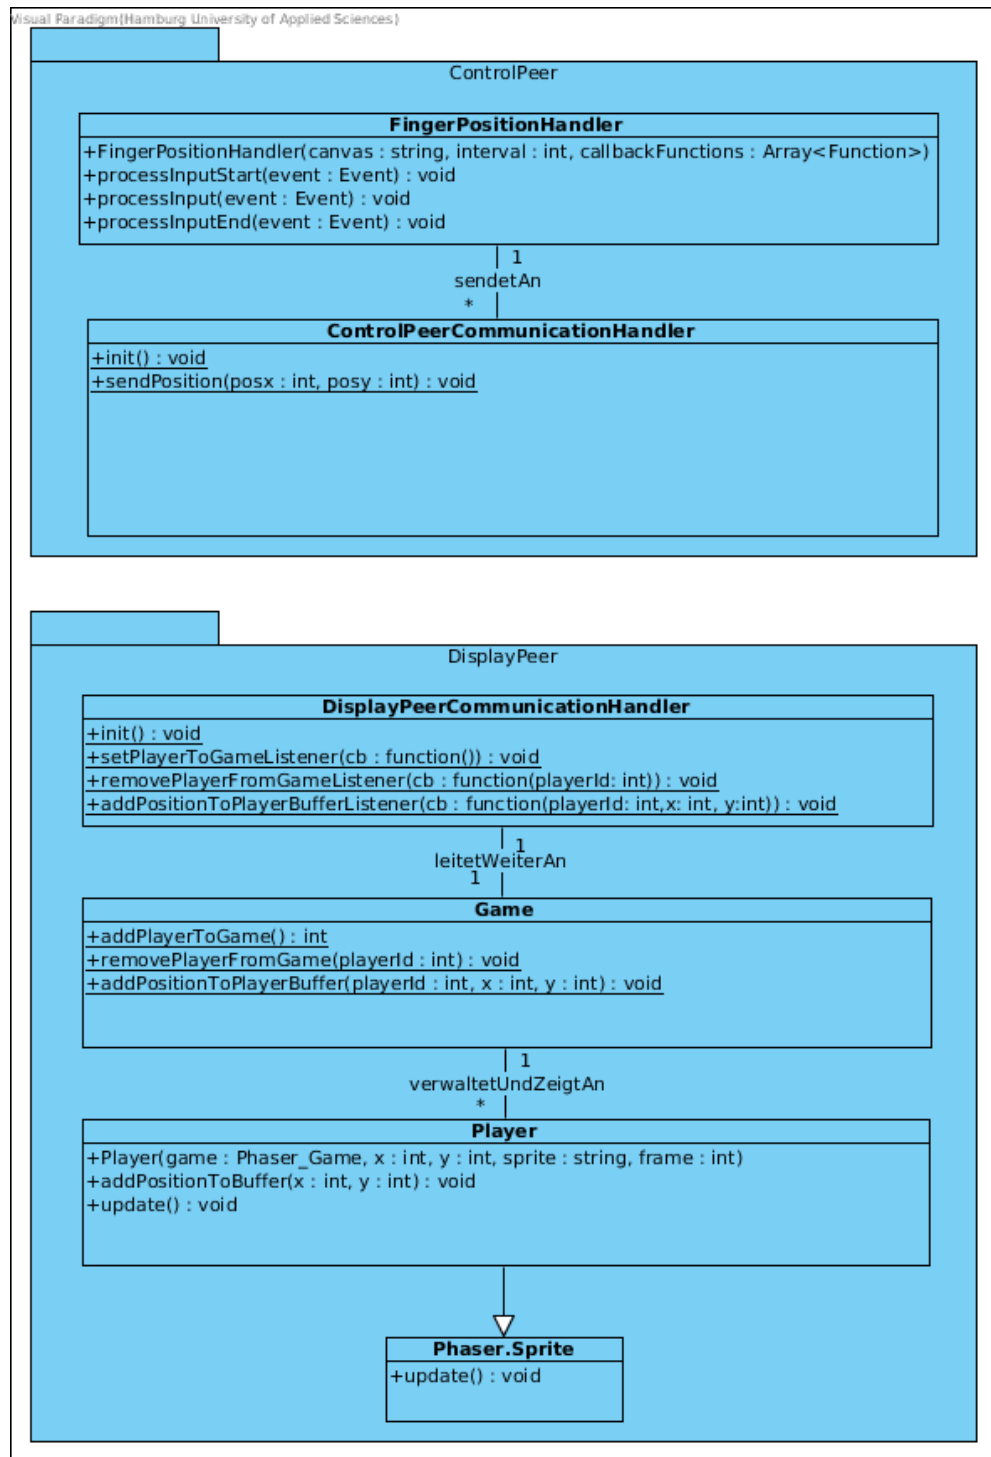 Visual Paradigm(Hamburg University of Applied Sciences)
ControlPeer
FingerPositionHandler
+FingerPositionHandler(canvas : string, interval : int, callbackFunctions : Array<Function>)
+processInputStart(event : Event) : void
+processInput(event : Event) : void
+processInputEnd(event : Event) : void
1
sendetAn
*
ControlPeerCommunicationHandler
+init() : void
+sendPosition(posx : int, posy : int) : void
DisplayPeer
DisplayPeerCommunicationHandler
+init() : void
+setPlayerToGameListener(cb : function()) : void
+removePlayerFromGameListener(cb : function(playerId: int)) : void
+addPositionToPlayerBufferListener(cb : function(playerId: int,x: int, y:int)) : void
1
leitetWeiterAn
1
Game
+addPlayerToGame() : int
+removePlayerFromGame(playerId : int) : void
+addPositionToPlayerBuffer(playerId : int, x : int, y : int) : void
1
verwaltetUndZeigtAn
*
Player
+Player(game : Phaser_Game, x : int, y : int, sprite : string, frame : int)
+addPositionToBuffer(x : int, y : int) : void
+update() : void
Phaser.Sprite
+update() : void